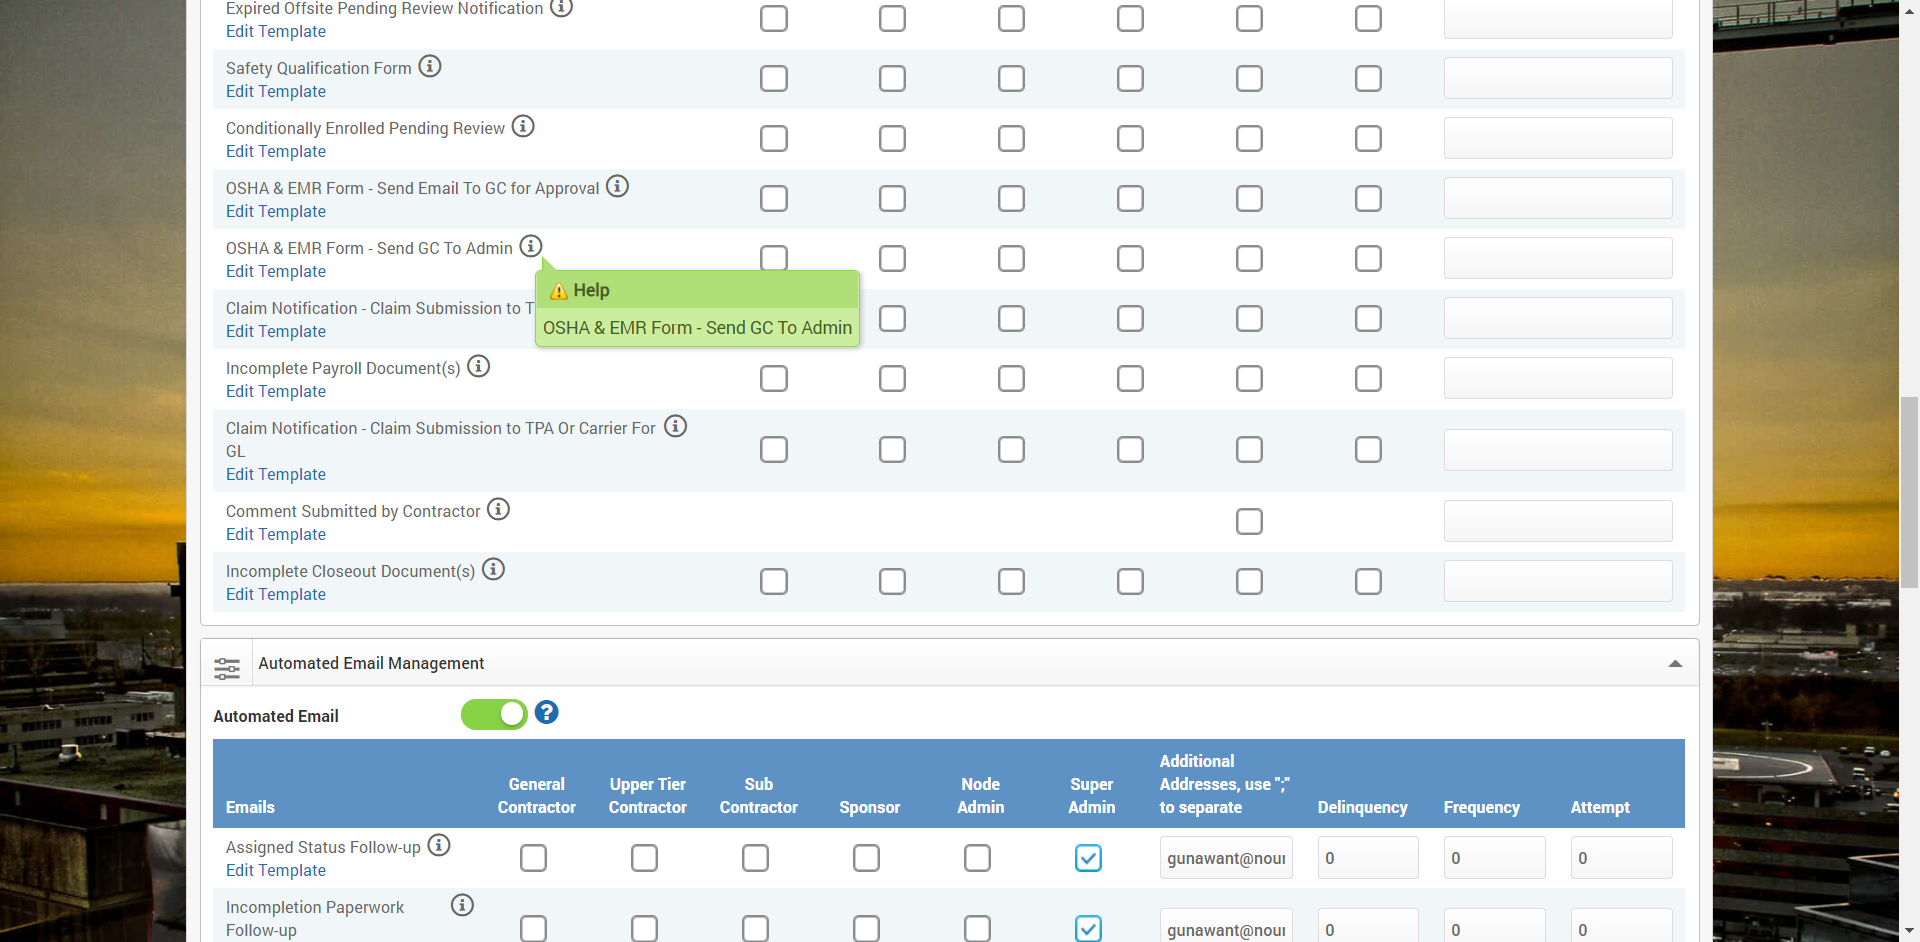 Expired Offsite Pending Review Notification
Edit Template
Safety Qualification Form
Edit Template
Conditionally Enrolled Pending Review
Edit Template
OSHA & EMR Form - Send Email To GC for Approval
Edit Template
OSHA & EMR Form - Send GC To Admin
Edit Template
Help
OSHA & EMR Form - Send GC To Admin
Claim Notification - Claim Submission to T
Edit Template
Incomplete Payroll Document(s)
Edit Template
Claim Notification - Claim Submission to TPA Or Carrier For
GL
Edit Template
Comment Submitted by Contractor
Edit Template
Incomplete Closeout Document(s)
Edit Template
Automated Email Management
Automated Email
Emails
General
Contractor
Upper Tier
Contractor
Sub
Contractor
Sponsor
Node
Admin
Super
Admin
Additional
Addresses, use ";"
to separate
Delinquency
Frequency
Attempt
Assigned Status Follow-up
Edit Template
gunawant@nou
0
0
0
Incompletion Paperwork
Follow-up
gunawant@nou
0
0
0